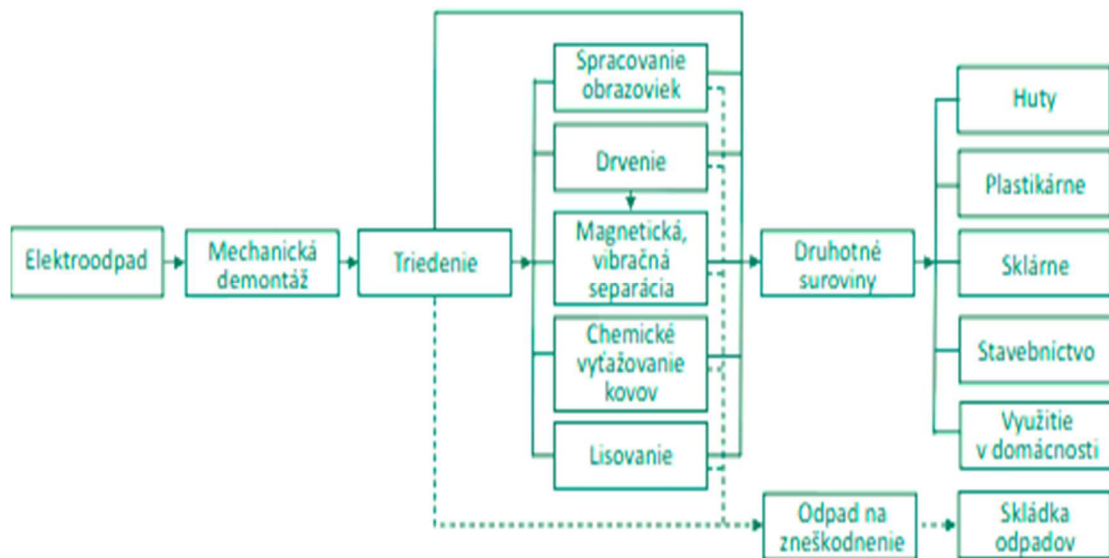 Elektroodpad
Mechanická
demontáž
Triedenie
Spracovanie
obrazoviek
Drvenie
Magnetická,
vibračná
separácia
Chemické
vyťažovanie
kovov
Lisovanie
Druhotné
suroviny
Huty
Plastikárne
Sklárne
Stavebníctvo
Využitie
v domácnosti
Odpad na
zneškodnenie
Skládka
odpadov